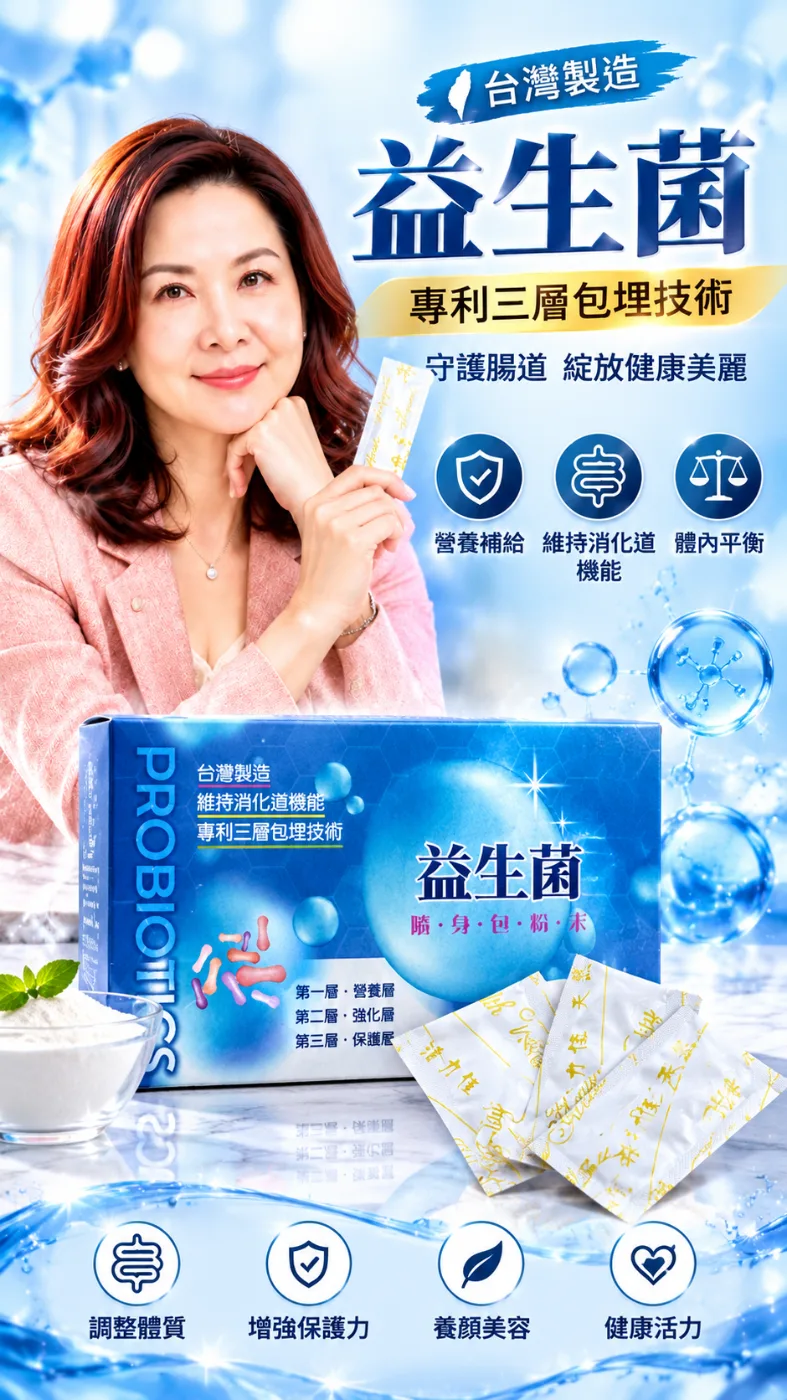 台灣製造
益生菌
專利三層包埋技術
守護腸道 綻放健康美麗
營養補給
維持消化道
機能
體內平衡
PROBIOTICS
台灣製造
維持消化道機能
專利三層包埋技術
益生菌
隨·身·包·粉·末
第一層·營養層
第二層·強化層
第三層·保護層
活力佳
調整體質
增強保護力
養顏美容
健康活力